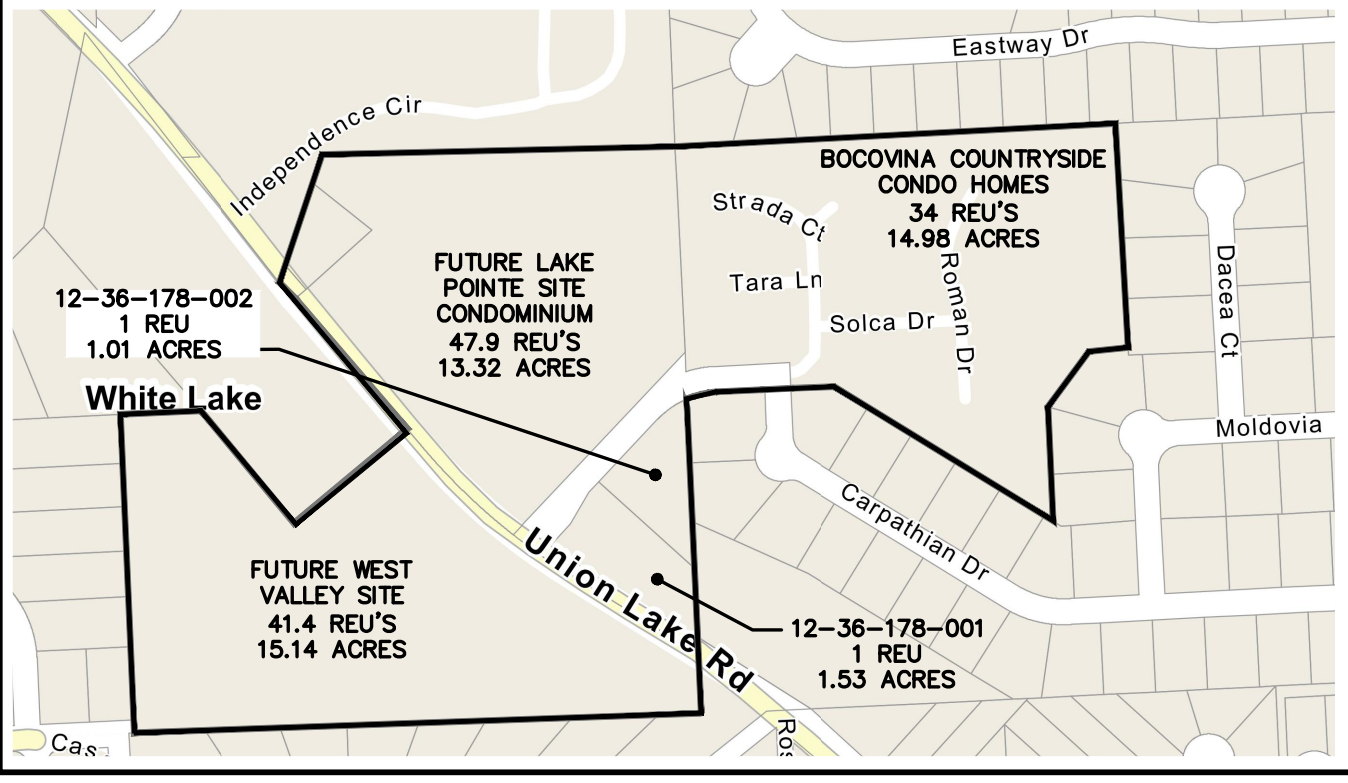 Eastway Dr
Independence Cir
BOCOVINA COUNTRYSIDE
CONDO HOMES
34 REU'S
14.98 ACRES
Strada Ct
Tara Ln
Solca Dr
Roman Dr
Dacea Ct
FUTURE LAKE
POINTE SITE
CONDOMINIUM
47.9 REU'S
13.32 ACRES
12-36-178-002
1 REU
1.01 ACRES
White Lake
Moldovia
Carpathian Dr
Union Lake Rd
FUTURE WEST
VALLEY SITE
41.4 REU'S
15.14 ACRES
12-36-178-001
1 REU
1.53 ACRES
Cas
Ros